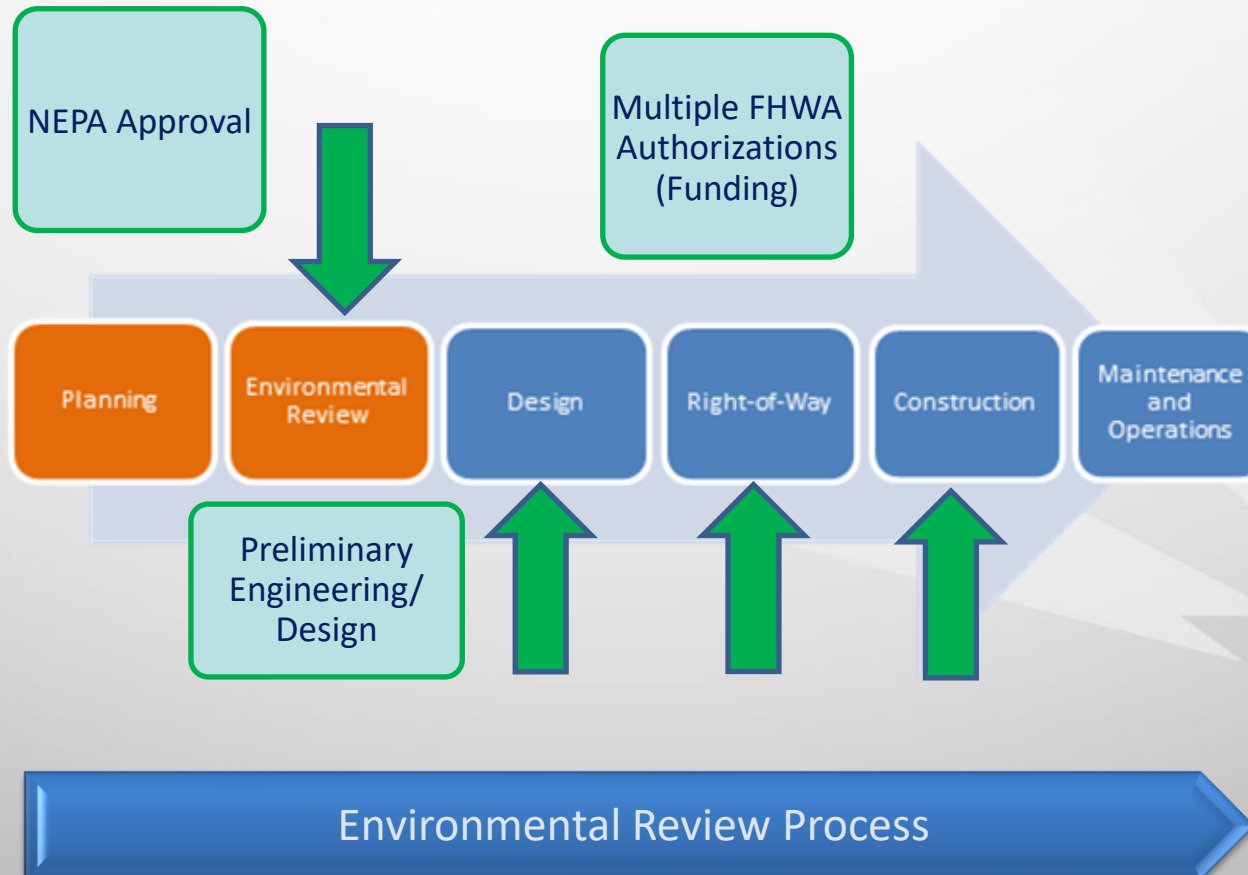 NEPA Approval
Multiple FHWA
Authorizations
(Funding)
Planning
Environmental
Review
Design
Right-of-Way
Construction
Maintenance
and
Operations
Preliminary
Engineering/
Design
Environmental Review Process